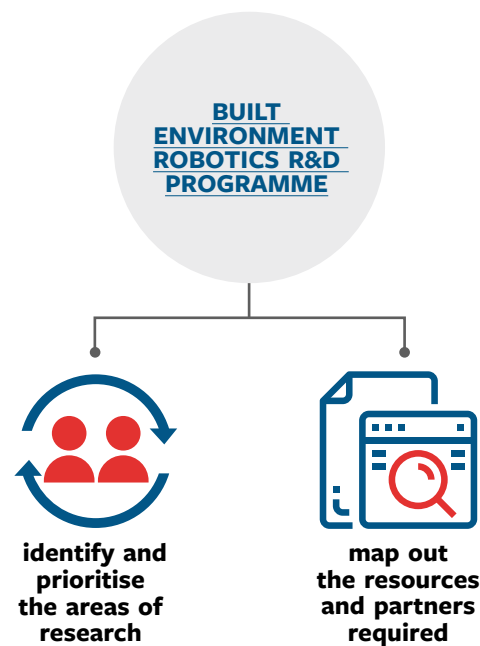 BUILT
ENVIRONMENT
ROBOTICS R&D
PROGRAMME
identify and
prioritise
the areas of
research
map out
the resources
and partners
required